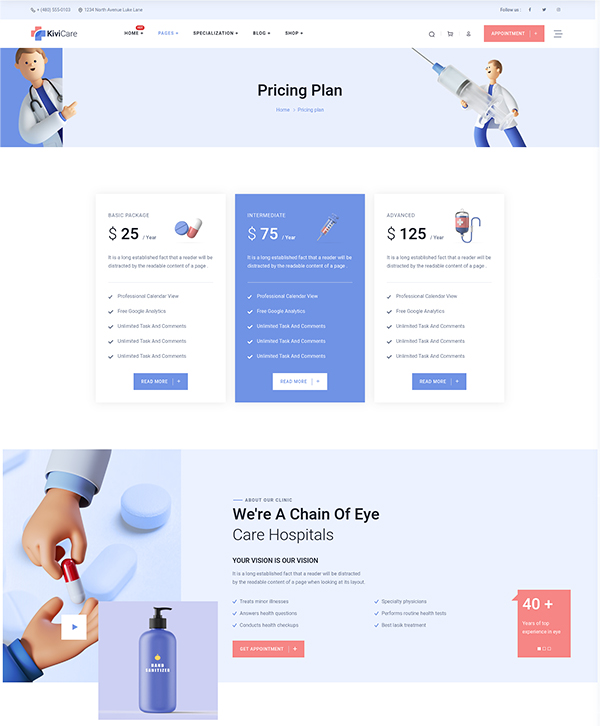 + (480) 555-0103 1234 North Avenue Luke Lane
Follow us :
KiviCare
HOME + PAGES + SPECIALIZATION + BLOG + SHOP +
APPOINTMENT +
Pricing Plan
Home > Pricing plan
BASIC PACKAGE
$ 25 / Year
It is a long established fact that a reader will be
distracted by the readable content of a page .
Professional Calendar View
Free Google Analytics
Unlimited Task And Comments
Unlimited Task And Comments
Unlimited Task And Comments
READ MORE +
INTERMEDIATE
$ 75 / Year
It is a long established fact that a reader will be
distracted by the readable content of a page .
Professional Calendar View
Free Google Analytics
Unlimited Task And Comments
Unlimited Task And Comments
Unlimited Task And Comments
READ MORE +
ADVANCED
$ 125 / Year
It is a long established fact that a reader will be
distracted by the readable content of a page .
Professional Calendar View
Free Google Analytics
Unlimited Task And Comments
Unlimited Task And Comments
Unlimited Task And Comments
READ MORE +
ABOUT OUR CLINIC
We're A Chain Of Eye
Care Hospitals
YOUR VISION IS OUR VISION
It is a long established fact that a reader will be distracted
by the readable content of a page when looking at its layout.
Treats minor illnesses
Answers health questions
Conducts health checkups
Specialty physicians
Performs routine health tests
Best lasik treatment
GET APPOINTMENT +
40 +
Years of top
experience in eye
HAND
SANITIZER